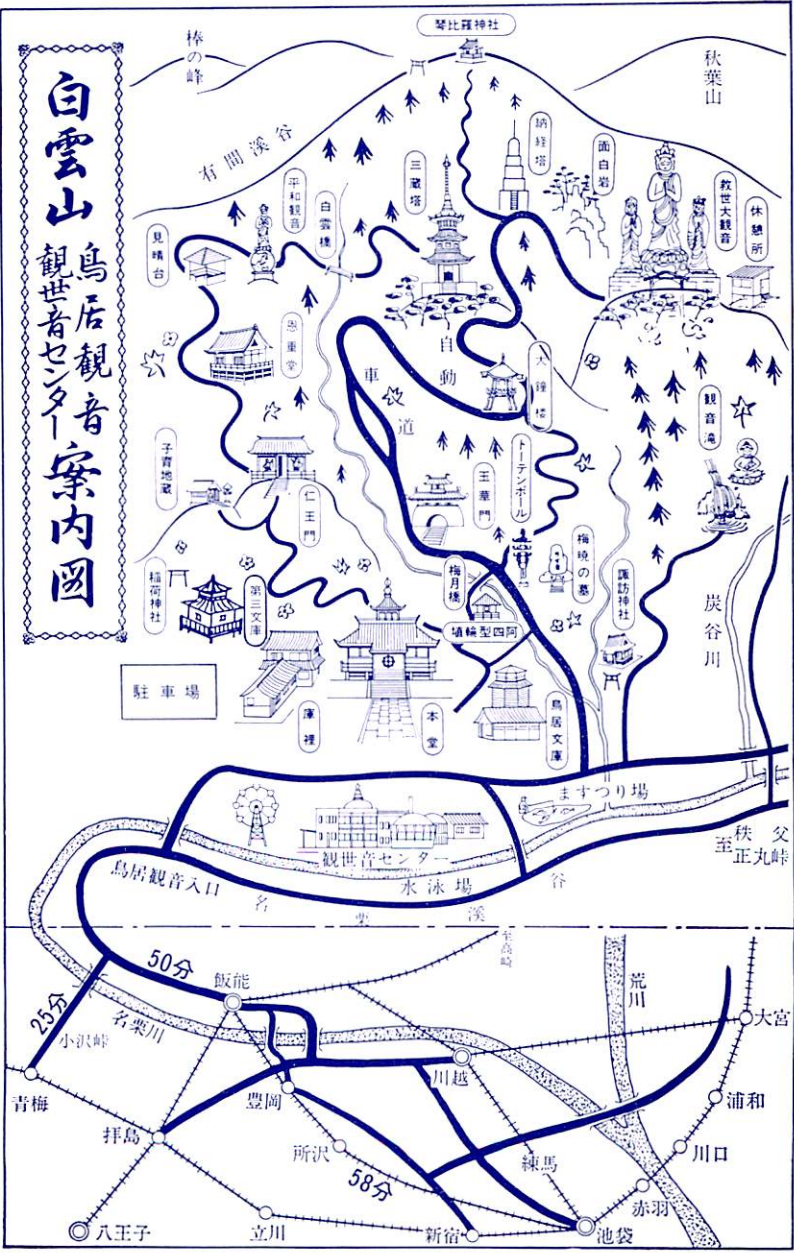 白雲山 鳥居観音 観世音センター 案内図
琴比羅神社
棒の峰
秋葉山
有間渓谷
納経塔
面白岩
三蔵塔
平和観音
白雲橋
見晴台
救世大観音
休憩所
恩重堂
自動車道
大鐘楼
観音滝
トーテンポール
玉華門
子育地蔵
仁王門
梅暁の墓
梅月橋
諏訪神社
稲荷神社
第三文庫
埴輪型四阿
炭谷川
駐車場
庫裡
本堂
鳥居文庫
ますつり場
観世音センター
至 秩父
正丸峠
鳥居観音入口
水泳場
名栗渓谷
至高崎
50分
飯能
荒川
大宮
25分
名栗川
小沢峠
川越
青梅
豊岡
浦和
拝島
所沢
練馬
川口
58分
赤羽
八王子
立川
新宿
池袋